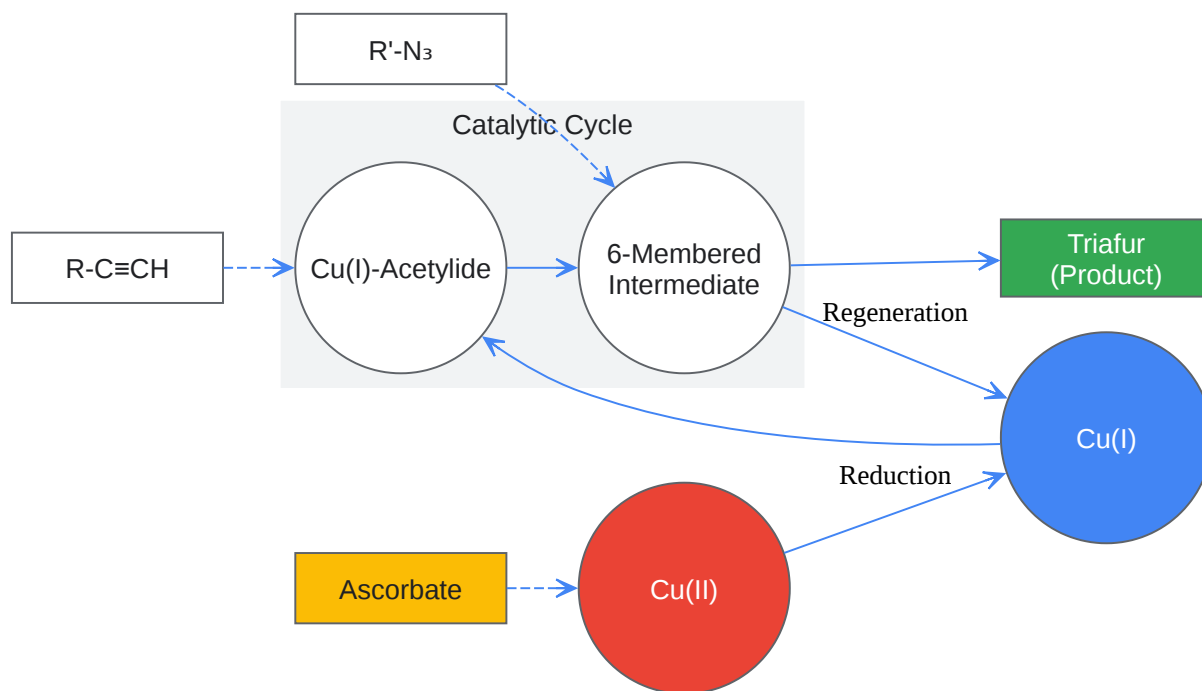 R'-N₃
Catalytic Cycle
R-C≡CH
Cu(I)-Acetylide
6-Membered
Intermediate
Triafur
(Product)
Regeneration
Cu(I)
Reduction
Ascorbate
Cu(II)